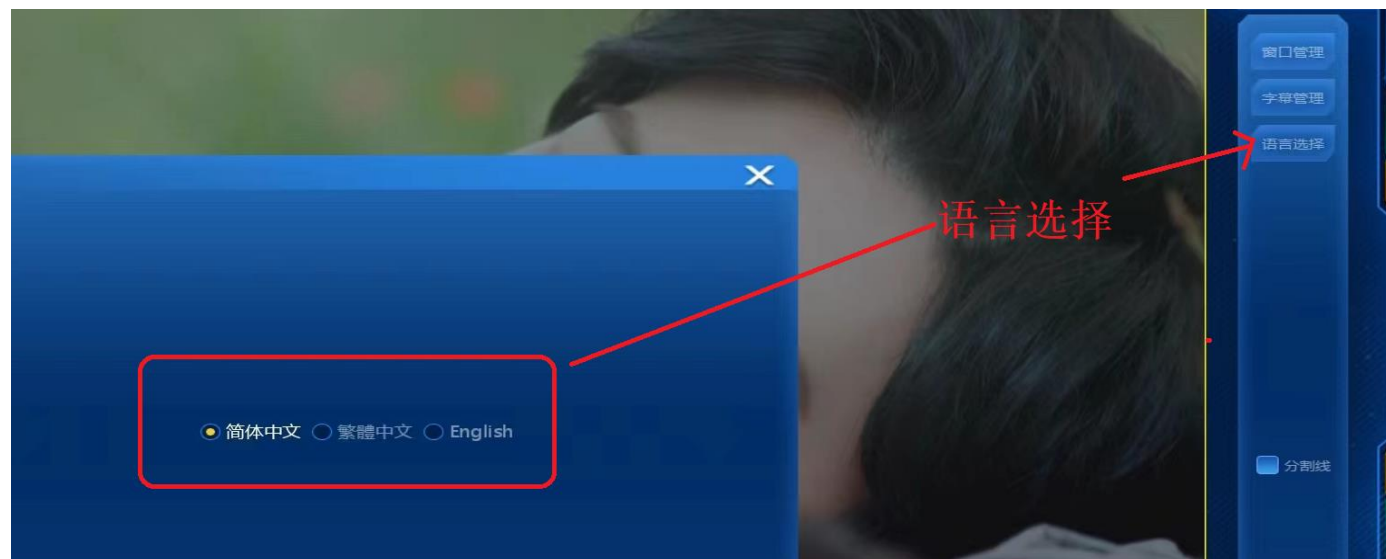 窗口管理
字幕管理
语言选择
语言选择
简体中文 繁體中文 English
分割线